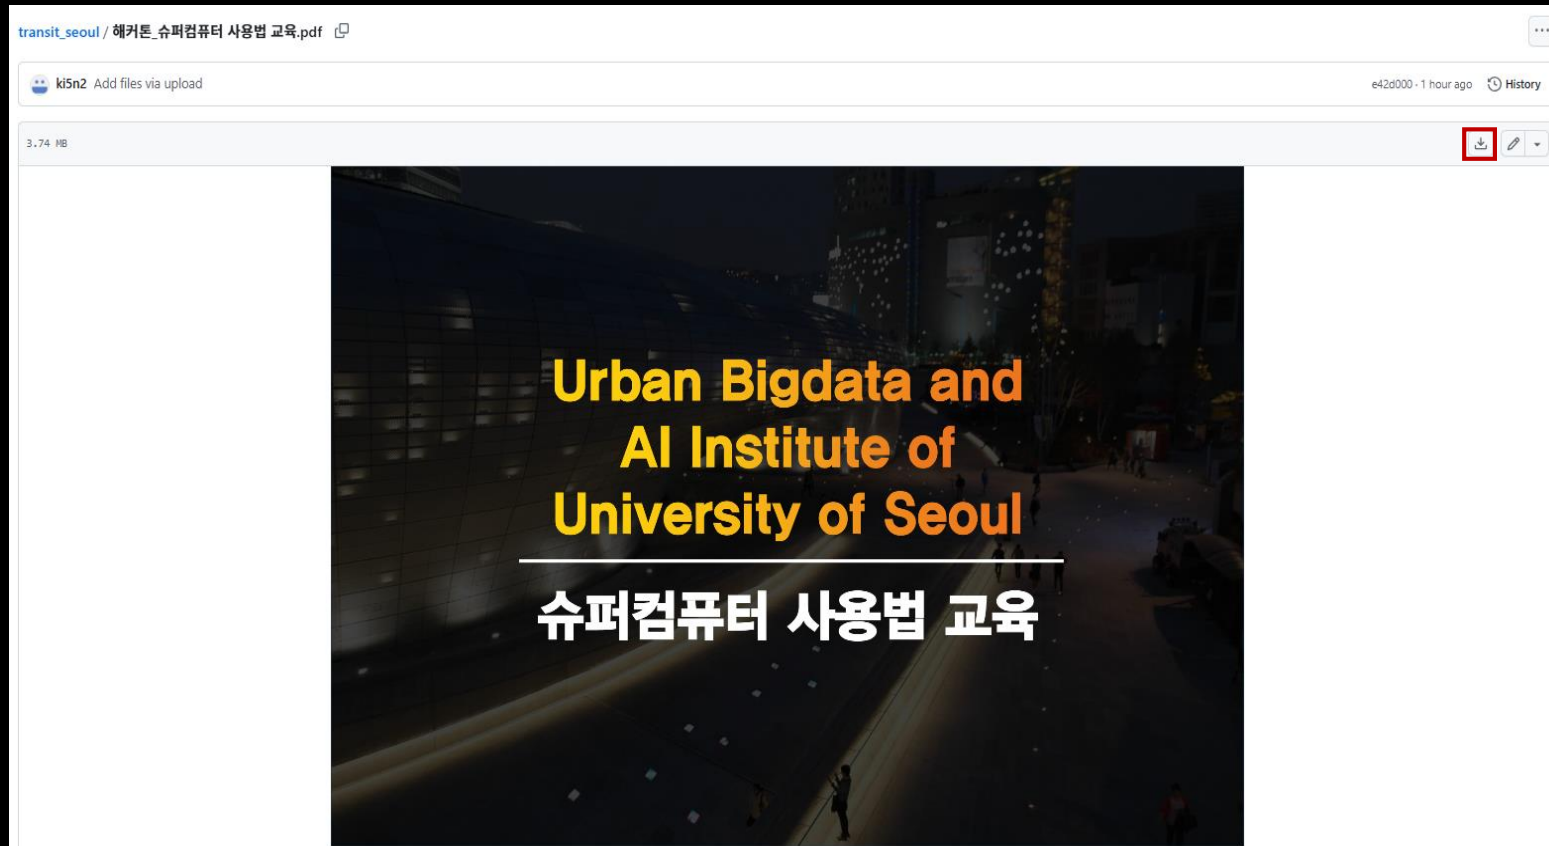 transit_seoul / 해커톤_슈퍼컴퓨터 사용법 교육.pdf
ki5n2 Add files via upload
e42d000 · 1 hour ago History
3.74 MB
Urban Bigdata and
AI Institute of
University of Seoul
슈퍼컴퓨터 사용법 교육